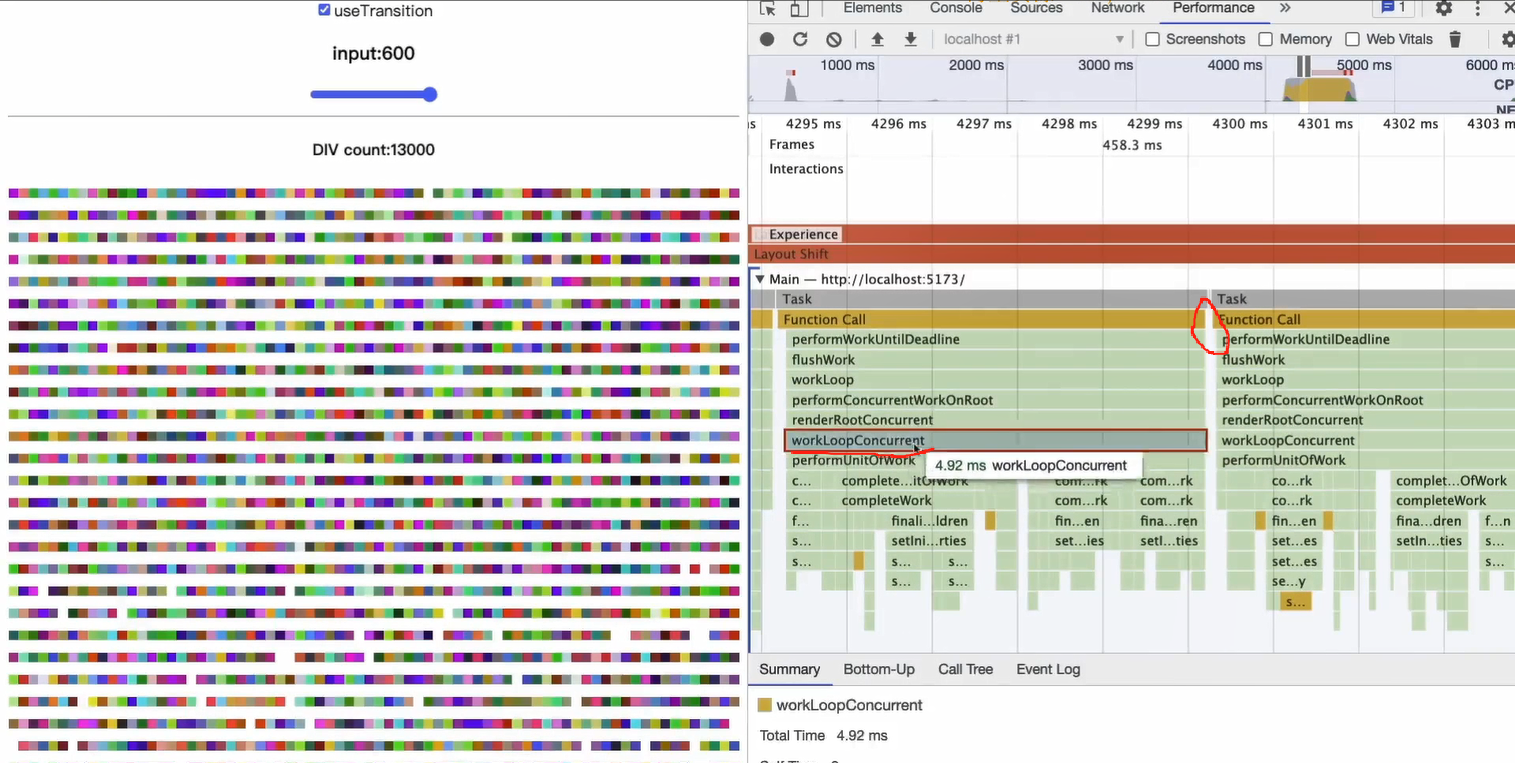 useTransition
input:600
DIV count:13000
Elements Console Sources Network Performance » 1
localhost #1 Screenshots Memory Web Vitals
1000 ms 2000 ms 3000 ms 4000 ms 5000 ms 6000 ms
CP
NE
4295 ms 4296 ms 4297 ms 4298 ms 4299 ms 4300 ms 4301 ms 4302 ms 4303 m
Frames 458.3 ms
Interactions
Experience
Layout Shift
Main — http://localhost:5173/
Task Task
Function Call Function Call
performWorkUntilDeadline performWorkUntilDeadline
flushWork flushWork
workLoop workLoop
performConcurrentWorkOnRoot performConcurrentWorkOnRoot
renderRootConcurrent renderRootConcurrent
workLoopConcurrent workLoopConcurrent
performUnitOfWork 4.92 ms workLoopConcurrent performUnitOfWork
c... complete...itOfWork com...rk com...rk co...rk complet...OfWork
c... completeWork com...rk com...rk co...rk completeWork
f... finali...ldren fin...en fina...ren fin...en fina...dren f...n
s... setIni...rties set...ies setI...ties set...es setIn...ties s...
s... s... s... set...es s...
s... s... se...y
s...
Summary Bottom-Up Call Tree Event Log
workLoopConcurrent
Total Time 4.92 ms